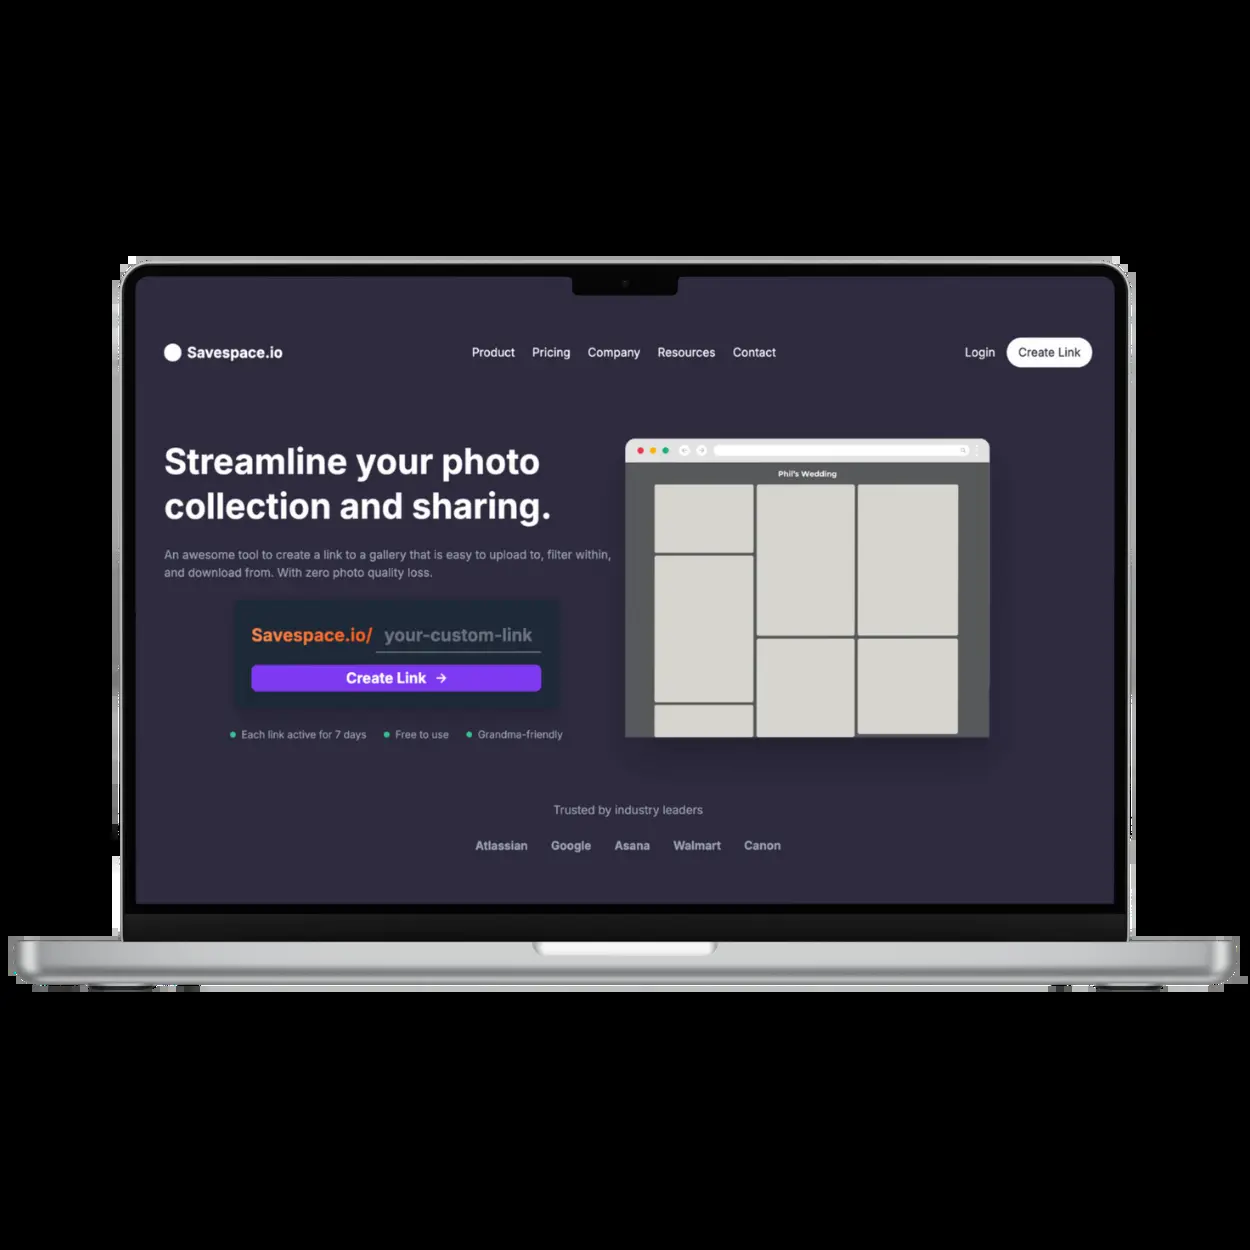 Savespace.io
Product Pricing Company Resources Contact
Login Create Link
Streamline your photo
collection and sharing.
An awesome tool to create a link to a gallery that is easy to upload to, filter within,
and download from. With zero photo quality loss.
Savespace.io/ your-custom-link
Create Link →
Each link active for 7 days Free to use Grandma-friendly
Phil's Wedding
Trusted by industry leaders
Atlassian Google Asana Walmart Canon